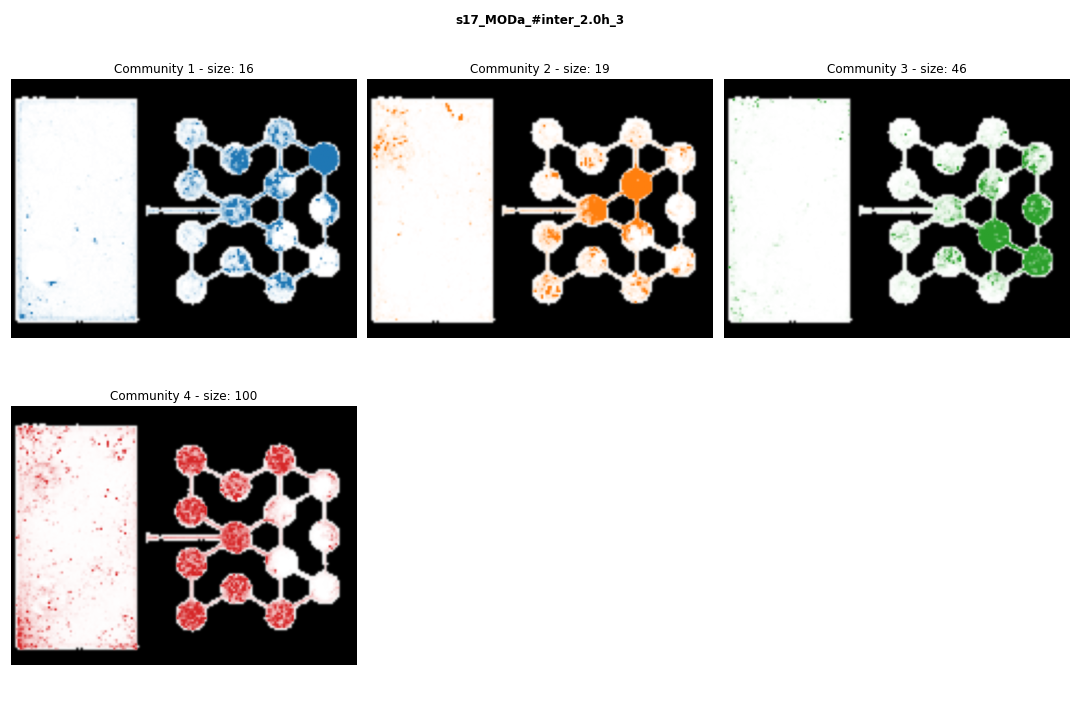 s17_MODa_#inter_2.0h_3
Community 1 - size: 16
Community 2 - size: 19
Community 3 - size: 46
Community 4 - size: 100